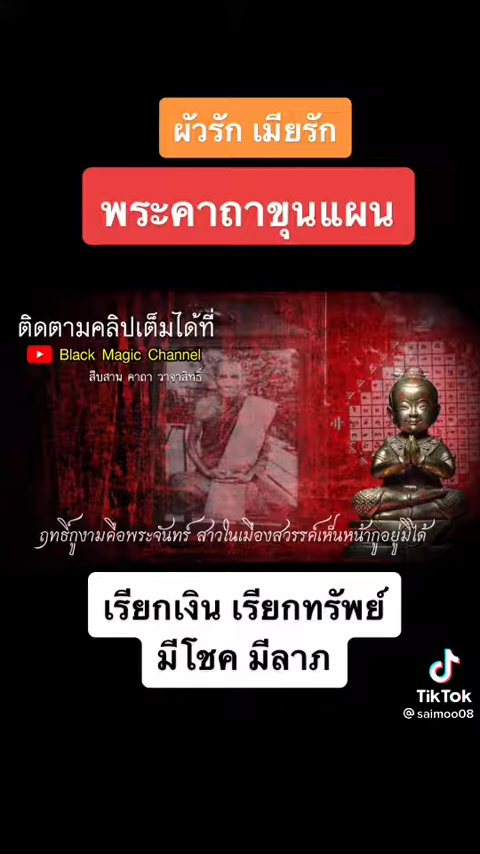 ผัวรัก เมียรัก
พระคาถาขุนแผน
ติดตามคลิปเต็มได้ที่
Black Magic Channel
สืบสาน คาถา วาจาสิทธิ์
ฤทธิ์กูงามคือพระจันทร์ สาวในเมืองสวรรค์เห็นหน้ากูอยู่มิได้
เรียกเงิน เรียกทรัพย์
มีโชค มีลาภ
TikTok
@saimoo08